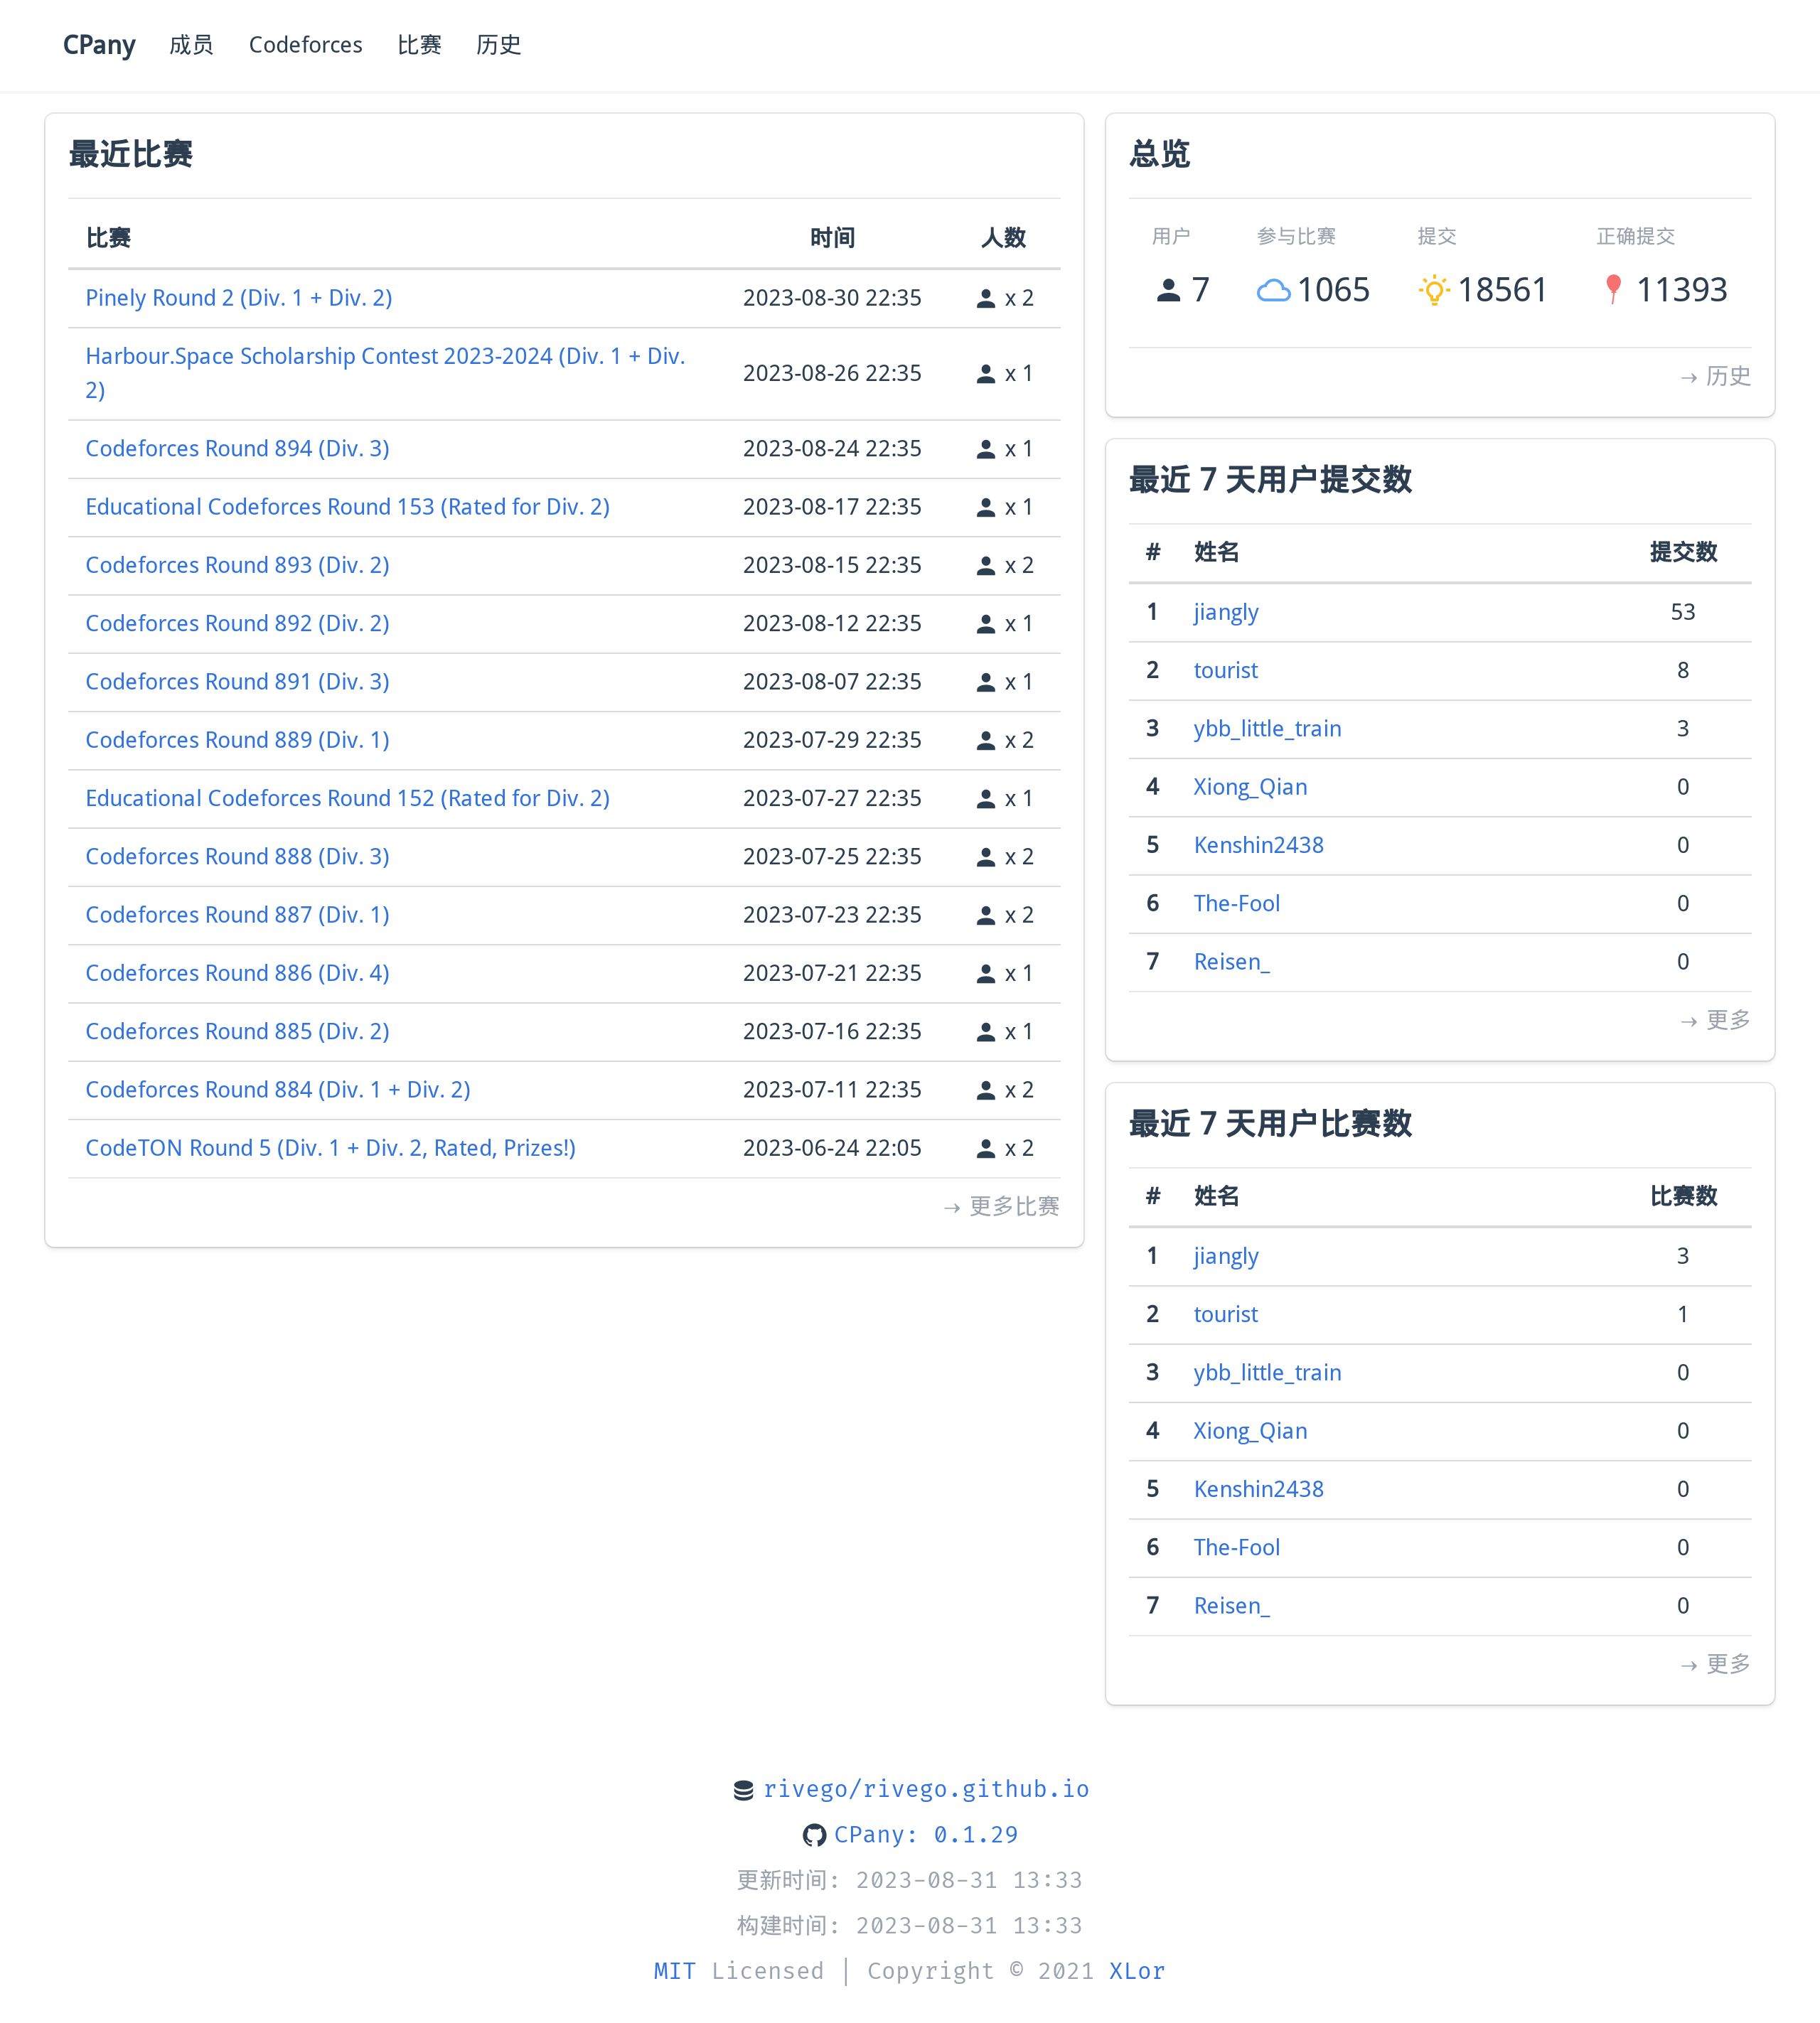 CPany 成员 Codeforces 比赛 历史
最近比赛
比赛 时间 人数
Pinely Round 2 (Div. 1 + Div. 2) 2023-08-30 22:35 x 2
Harbour.Space Scholarship Contest 2023-2024 (Div. 1 + Div.
2) 2023-08-26 22:35 x 1
Codeforces Round 894 (Div. 3) 2023-08-24 22:35 x 1
Educational Codeforces Round 153 (Rated for Div. 2) 2023-08-17 22:35 x 1
Codeforces Round 893 (Div. 2) 2023-08-15 22:35 x 2
Codeforces Round 892 (Div. 2) 2023-08-12 22:35 x 1
Codeforces Round 891 (Div. 3) 2023-08-07 22:35 x 1
Codeforces Round 889 (Div. 1) 2023-07-29 22:35 x 2
Educational Codeforces Round 152 (Rated for Div. 2) 2023-07-27 22:35 x 1
Codeforces Round 888 (Div. 3) 2023-07-25 22:35 x 2
Codeforces Round 887 (Div. 1) 2023-07-23 22:35 x 2
Codeforces Round 886 (Div. 4) 2023-07-21 22:35 x 1
Codeforces Round 885 (Div. 2) 2023-07-16 22:35 x 1
Codeforces Round 884 (Div. 1 + Div. 2) 2023-07-11 22:35 x 2
CodeTON Round 5 (Div. 1 + Div. 2, Rated, Prizes!) 2023-06-24 22:05 x 2
→ 更多比赛
总览
用户 参与比赛 提交 正确提交
7 1065 18561 11393
→ 历史
最近 7 天用户提交数
# 姓名 提交数
1 jiangly 53
2 tourist 8
3 ybb_little_train 3
4 Xiong_Qian 0
5 Kenshin2438 0
6 The-Fool 0
7 Reisen_ 0
→ 更多
最近 7 天用户比赛数
# 姓名 比赛数
1 jiangly 3
2 tourist 1
3 ybb_little_train 0
4 Xiong_Qian 0
5 Kenshin2438 0
6 The-Fool 0
7 Reisen_ 0
→ 更多
rivego/rivego.github.io
CPany: 0.1.29
更新时间: 2023-08-31 13:33
构建时间: 2023-08-31 13:33
MIT Licensed | Copyright © 2021 XLor